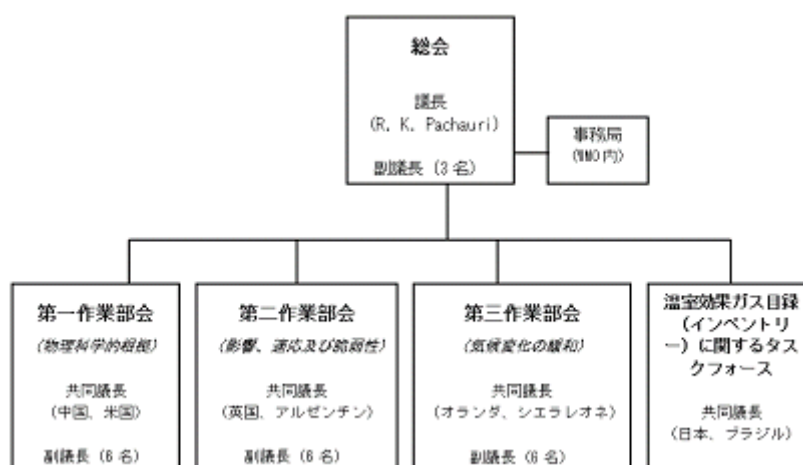 総会
議長
(R. K. Pachauri)
副議長 (3 名)
事務局
(WMO 内)
第一作業部会
(物理科学的根拠)
共同議長
(中国、米国)
副議長 (6 名)
第二作業部会
(影響、適応及び脆弱性)
共同議長
(英国、アルゼンチン)
副議長 (6 名)
第三作業部会
(気候変化の緩和)
共同議長
(オランダ、シエラレオネ)
副議長 (6 名)
温室効果ガス目録
(インベントリ
ー) に関するタス
クフォース
共同議長
(日本、ブラジル)